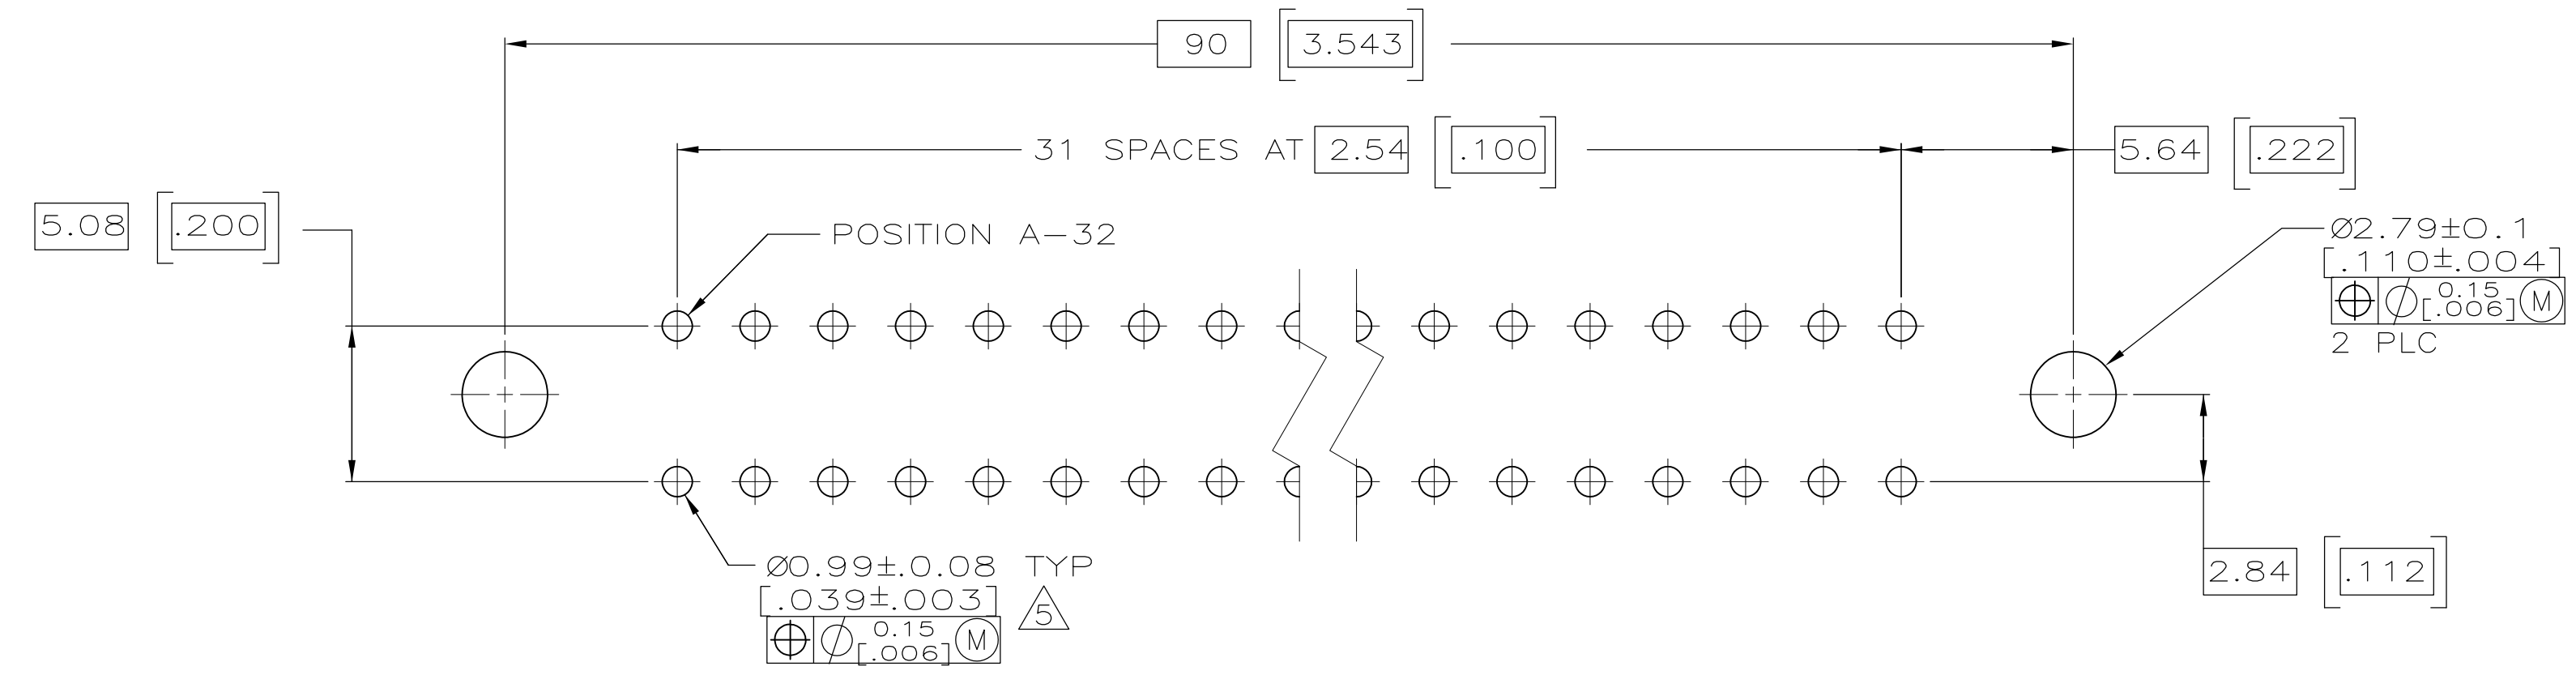 90 [3.543]
31 SPACES AT 2.54 [.100]
5.64 [.222]
5.08 [.200]
POSITION A-32
Ø2.79±0.1
[.110±.004]
⌖ Ø 0.15 [.006] Ⓜ
2 PLC
Ø0.99±.0.08 TYP
[.039±.003]
5
⌖ Ø 0.15 [.006] Ⓜ
2.84 [.112]